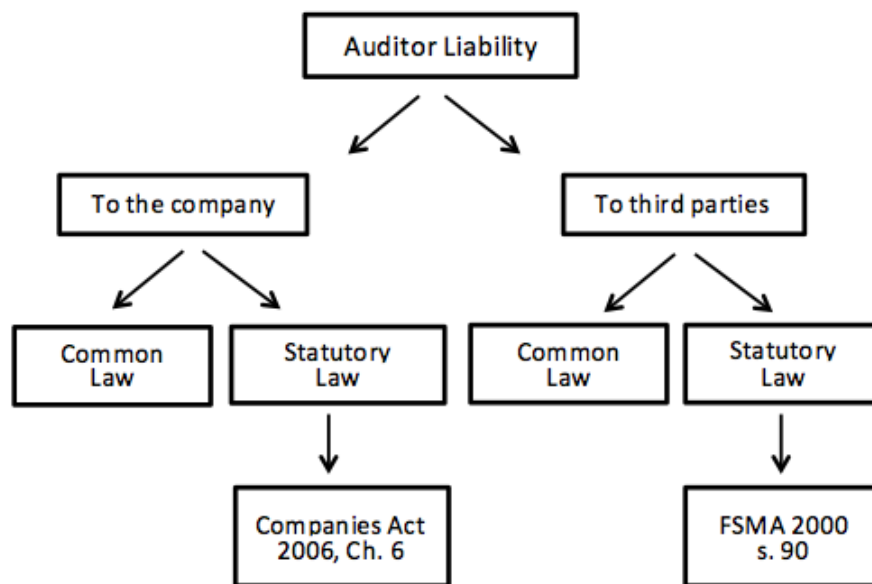 Auditor Liability
To the company
To third parties
Common
Law
Statutory
Law
Common
Law
Statutory
Law
Companies Act
2006, Ch. 6
FSMA 2000
s. 90